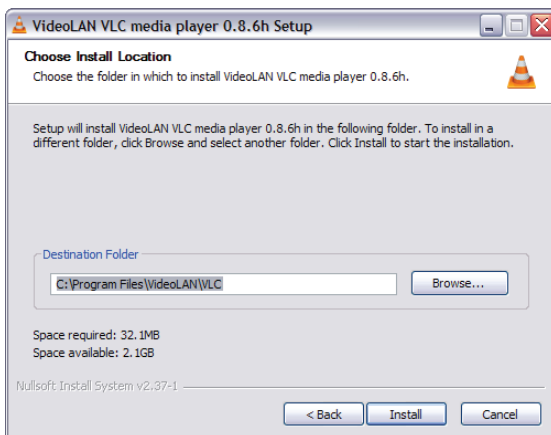 VideoLAN VLC media player 0.8.6h Setup
Choose Install Location
Choose the folder in which to install VideoLAN VLC media player 0.8.6h.
Setup will install VideoLAN VLC media player 0.8.6h in the following folder. To install in a
different folder, click Browse and select another folder. Click Install to start the installation.
Destination Folder
C:\Program Files\VideoLAN\VLC
Browse...
Space required: 32.1MB
Space available: 2.1GB
Nullsoft Install System v2.37-1
< Back Install Cancel